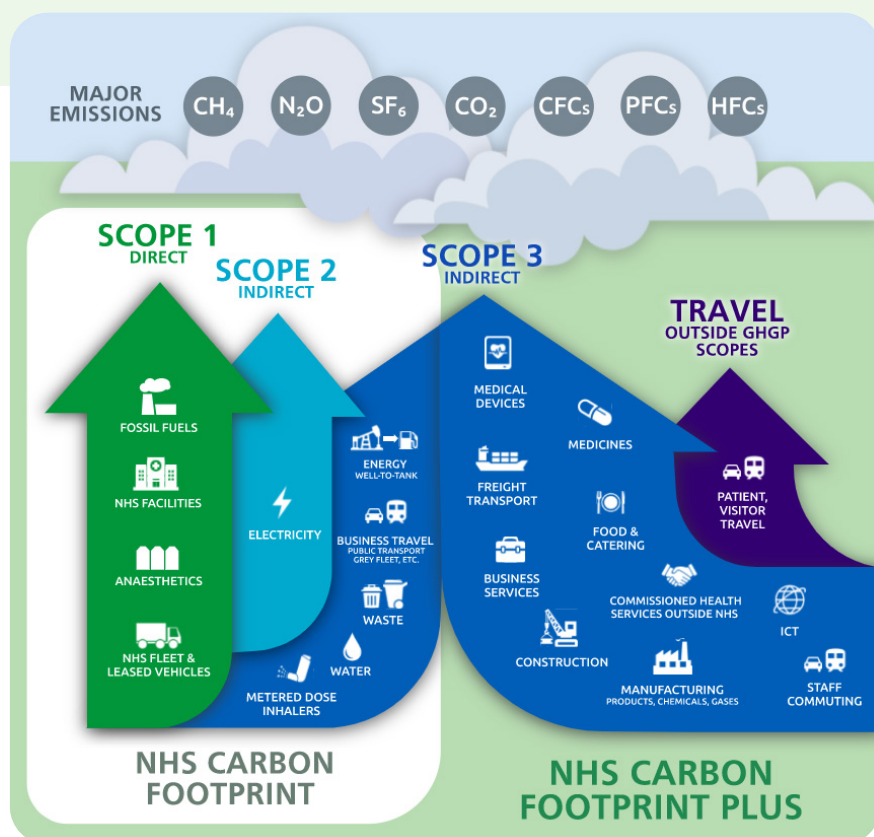 MAJOR
EMISSIONS
CH₄
N₂O
SF₆
CO₂
CFCs
PFCs
HFCs
SCOPE 1
DIRECT
FOSSIL FUELS
NHS FACILITIES
ANAESTHETICS
NHS FLEET &
LEASED VEHICLES
SCOPE 2
INDIRECT
ELECTRICITY
SCOPE 3
INDIRECT
ENERGY
WELL-TO-TANK
BUSINESS TRAVEL
PUBLIC TRANSPORT
GREY FLEET, ETC.
WASTE
WATER
METERED DOSE
INHALERS
MEDICAL
DEVICES
MEDICINES
FREIGHT
TRANSPORT
FOOD &
CATERING
BUSINESS
SERVICES
COMMISSIONED HEALTH
SERVICES OUTSIDE NHS
ICT
CONSTRUCTION
MANUFACTURING
PRODUCTS, CHEMICALS, GASES
STAFF
COMMUTING
TRAVEL
OUTSIDE GHGP
SCOPES
PATIENT,
VISITOR
TRAVEL
NHS CARBON
FOOTPRINT
NHS CARBON
FOOTPRINT PLUS